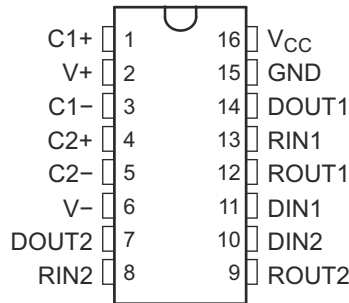 C1+ 1 16 VCC
V+ 2 15 GND
C1− 3 14 DOUT1
C2+ 4 13 RIN1
C2− 5 12 ROUT1
V− 6 11 DIN1
DOUT2 7 10 DIN2
RIN2 8 9 ROUT2